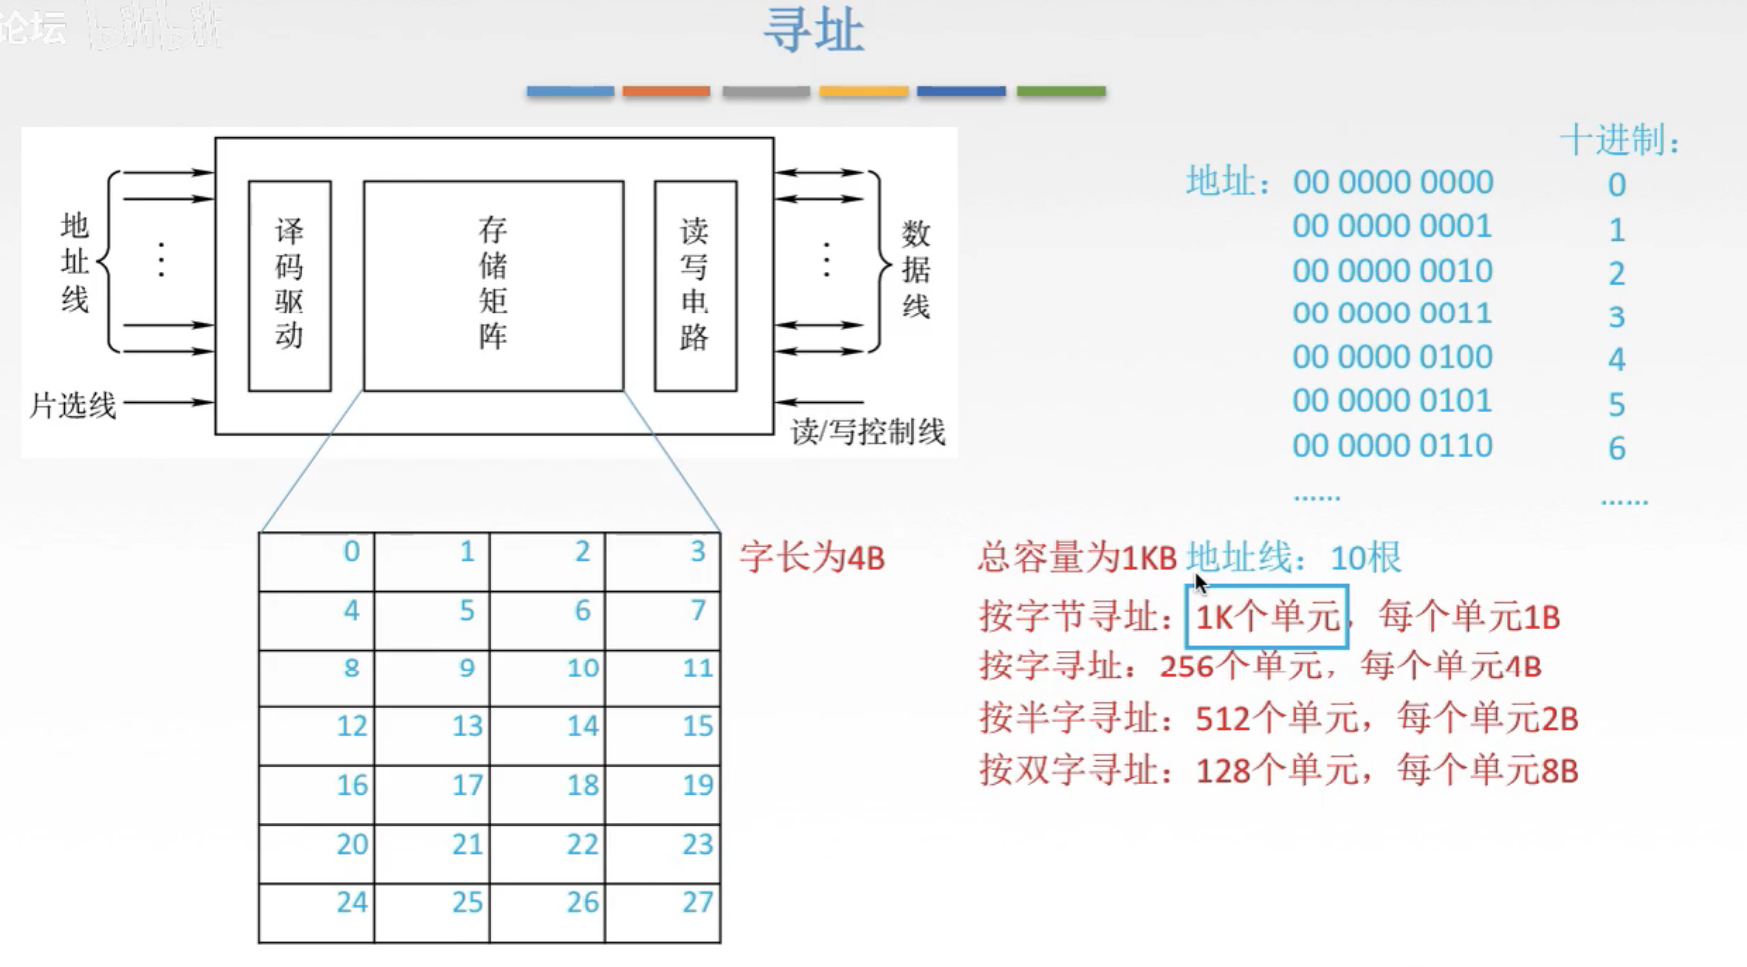 论坛 bilibili
寻址
地址线
片选线
译码驱动
存储矩阵
读写电路
数据线
读/写控制线
十进制：
地址： 00 0000 0000 0
00 0000 0001 1
00 0000 0010 2
00 0000 0011 3
00 0000 0100 4
00 0000 0101 5
00 0000 0110 6
...... ......
0 1 2 3
4 5 6 7
8 9 10 11
12 13 14 15
16 17 18 19
20 21 22 23
24 25 26 27
字长为4B
总容量为1KB 地址线：10根
按字节寻址：1K个单元，每个单元1B
按字寻址：256个单元，每个单元4B
按半字寻址：512个单元，每个单元2B
按双字寻址：128个单元，每个单元8B